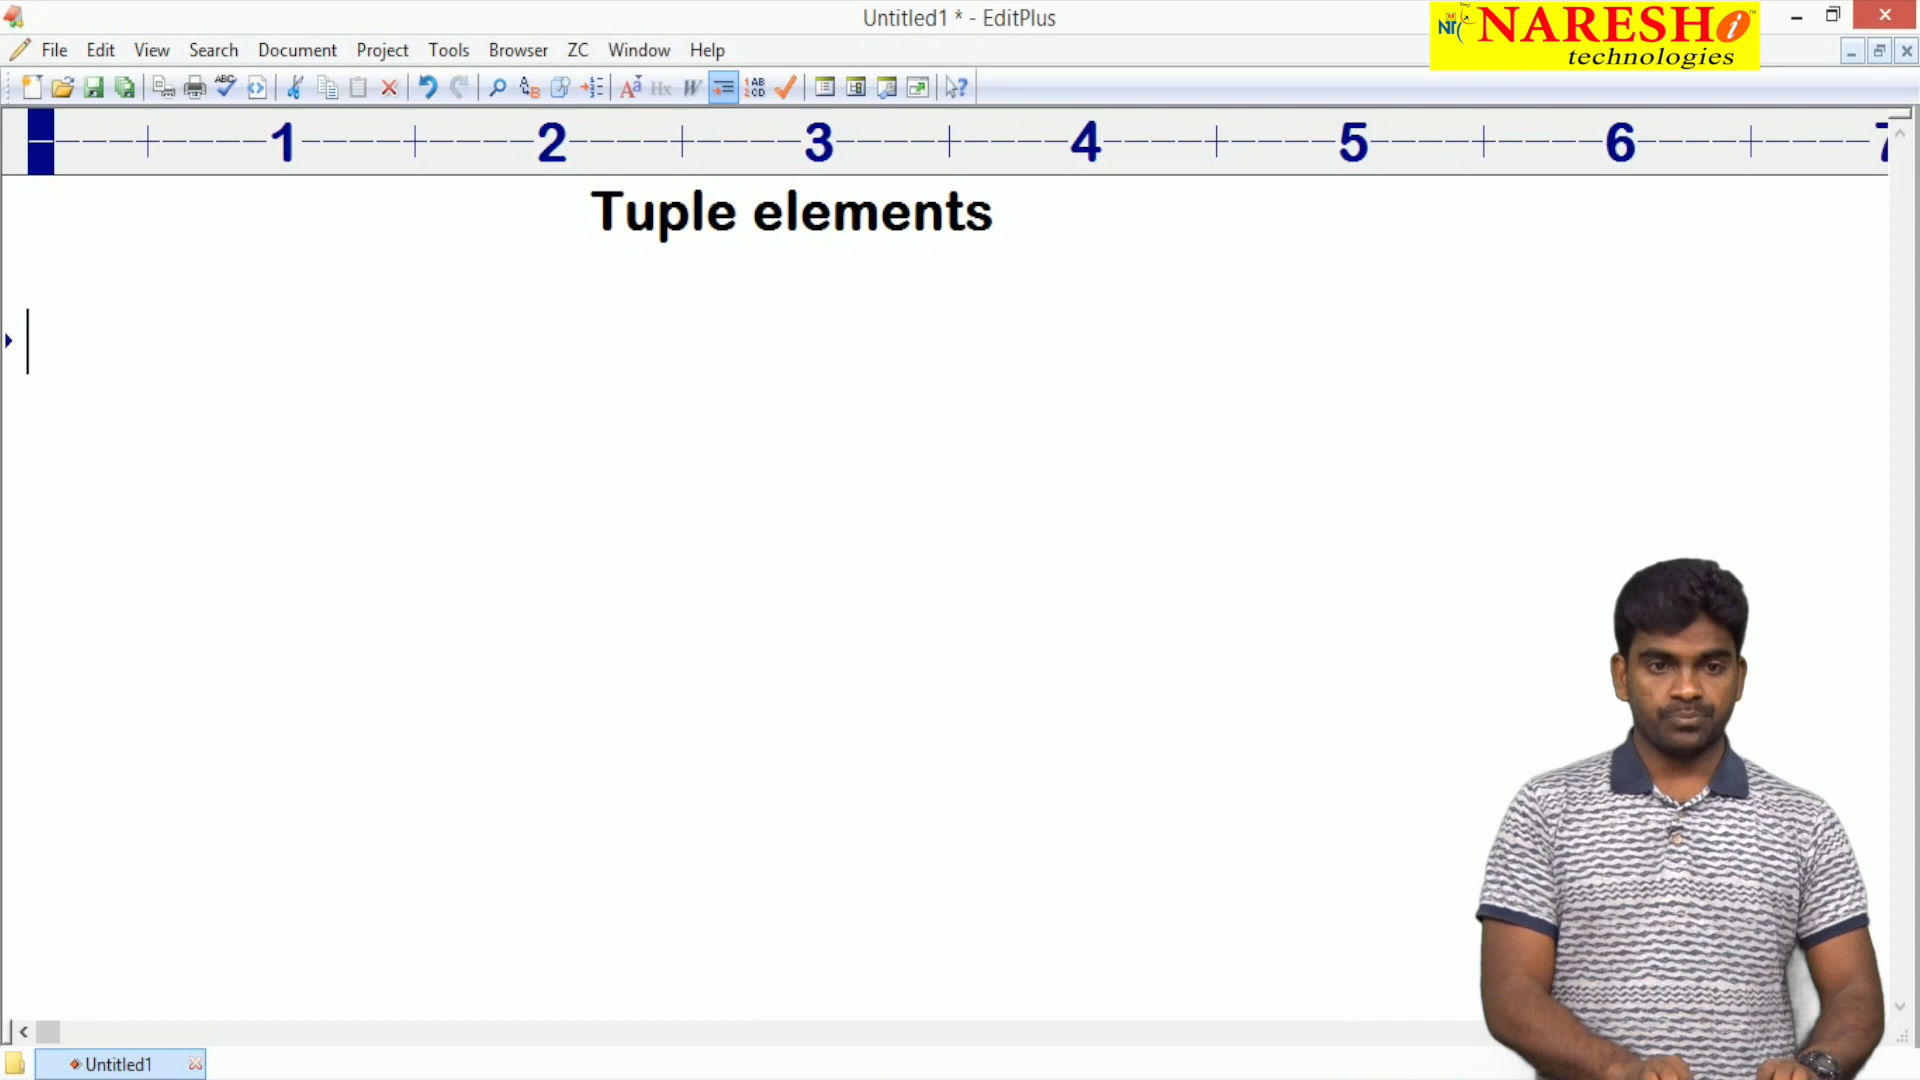 Untitled1 * - EditPlus
NARESH i
technologies
File Edit View Search Document Project Tools Browser ZC Window Help
1 2 3 4 5 6 7
Tuple elements
Untitled1